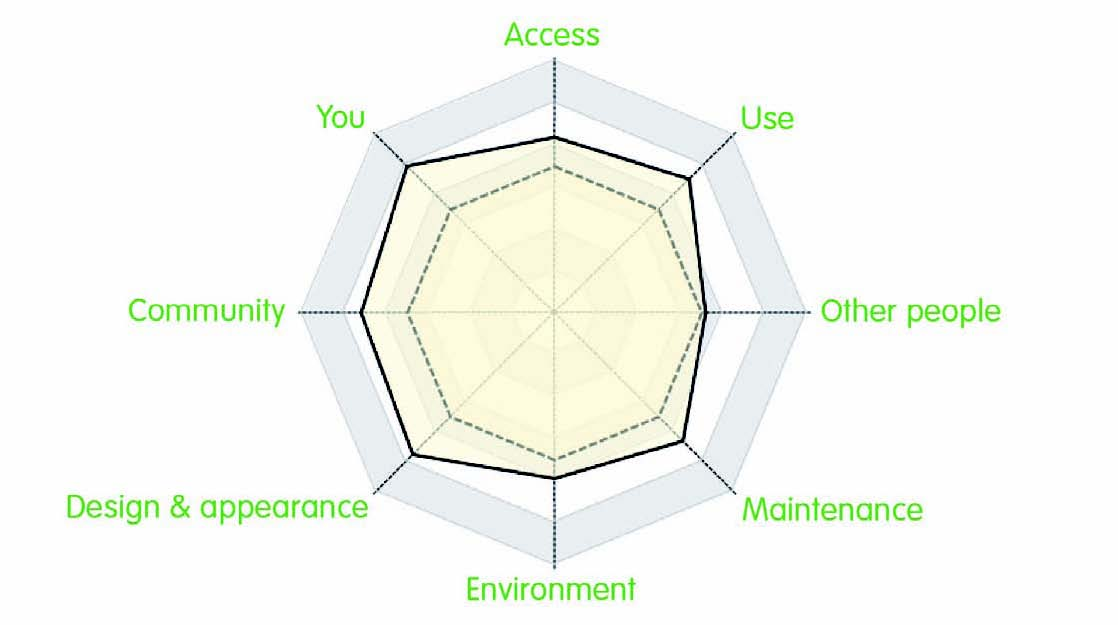 Access
You
Use
Community
Other people
Design & appearance
Maintenance
Environment